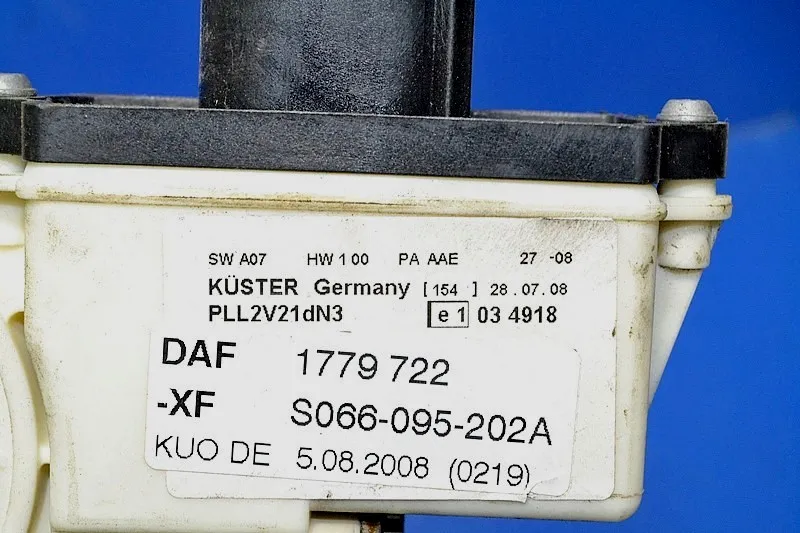 SW A07 HW 1 00 PA AAE 27 -08
KÜSTER Germany [ 154 ] 28 . 07 . 08
PLL2V21dN3 e 1 03 4918
DAF 1779 722
-XF S066-095-202A
KUO DE 5.08.2008 (0219)